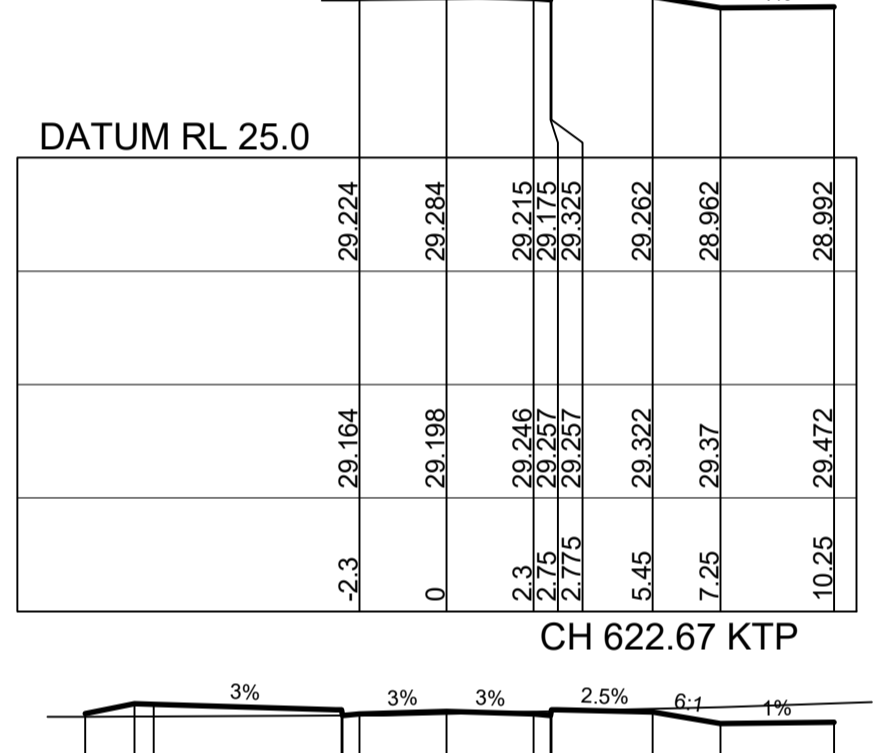 DATUM RL 25.0
29.224 29.284 29.215 29.175 29.325 29.262 28.962 28.992
29.164 29.198 29.246 29.257 29.257 29.322 29.37 29.472
-2.3 0 2.3 2.75 2.775 5.45 7.25 10.25
CH 622.67 KTP
3% 3% 3% 2.5% 6:1 1%